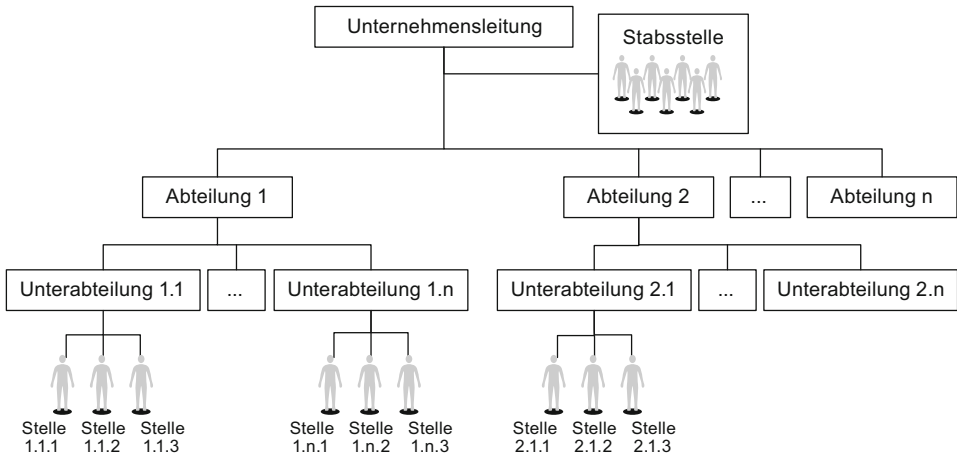 Unternehmensleitung
Stabsstelle
Abteilung 1
Abteilung 2
...
Abteilung n
Unterabteilung 1.1
...
Unterabteilung 1.n
Unterabteilung 2.1
...
Unterabteilung 2.n
Stelle
1.1.1
Stelle
1.1.2
Stelle
1.1.3
Stelle
1.n.1
Stelle
1.n.2
Stelle
1.n.3
Stelle
2.1.1
Stelle
2.1.2
Stelle
2.1.3